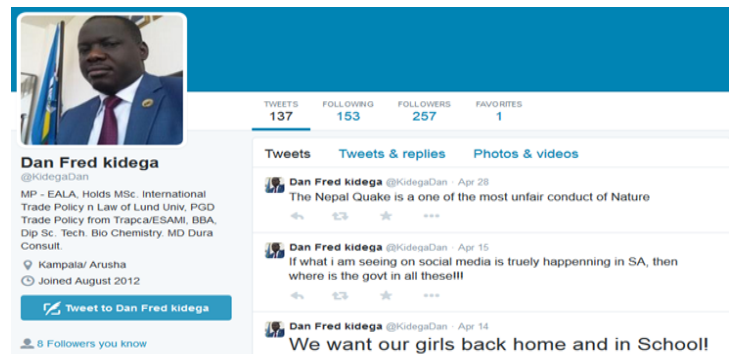 TWEETS FOLLOWING FOLLOWERS FAVORITES
137 153 257 1
Dan Fred kidega
@KidegaDan
MP - EALA, Holds MSc. International
Trade Policy n Law of Lund Univ, PGD
Trade Policy from Trapca/ESAMI, BBA,
Dip Sc. Tech. Bio Chemistry. MD Dura
Consult.
Kampala/ Arusha
Joined August 2012
Tweet to Dan Fred kidega
8 Followers you know
Tweets Tweets & replies Photos & videos
Dan Fred kidega @KidegaDan · Apr 28
The Nepal Quake is a one of the most unfair conduct of Nature
Dan Fred kidega @KidegaDan · Apr 15
If what i am seeing on social media is truely happenning in SA, then
where is the govt in all these!!!
Dan Fred kidega @KidegaDan · Apr 14
We want our girls back home and in School!